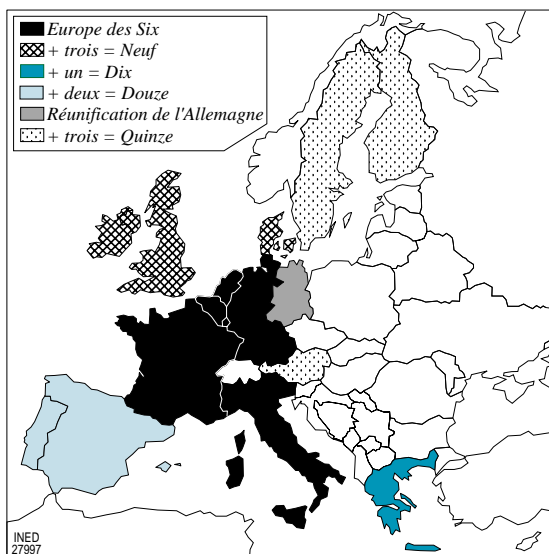 Europe des Six
+ trois = Neuf
+ un = Dix
+ deux = Douze
Réunification de l'Allemagne
+ trois = Quinze
INED
27997